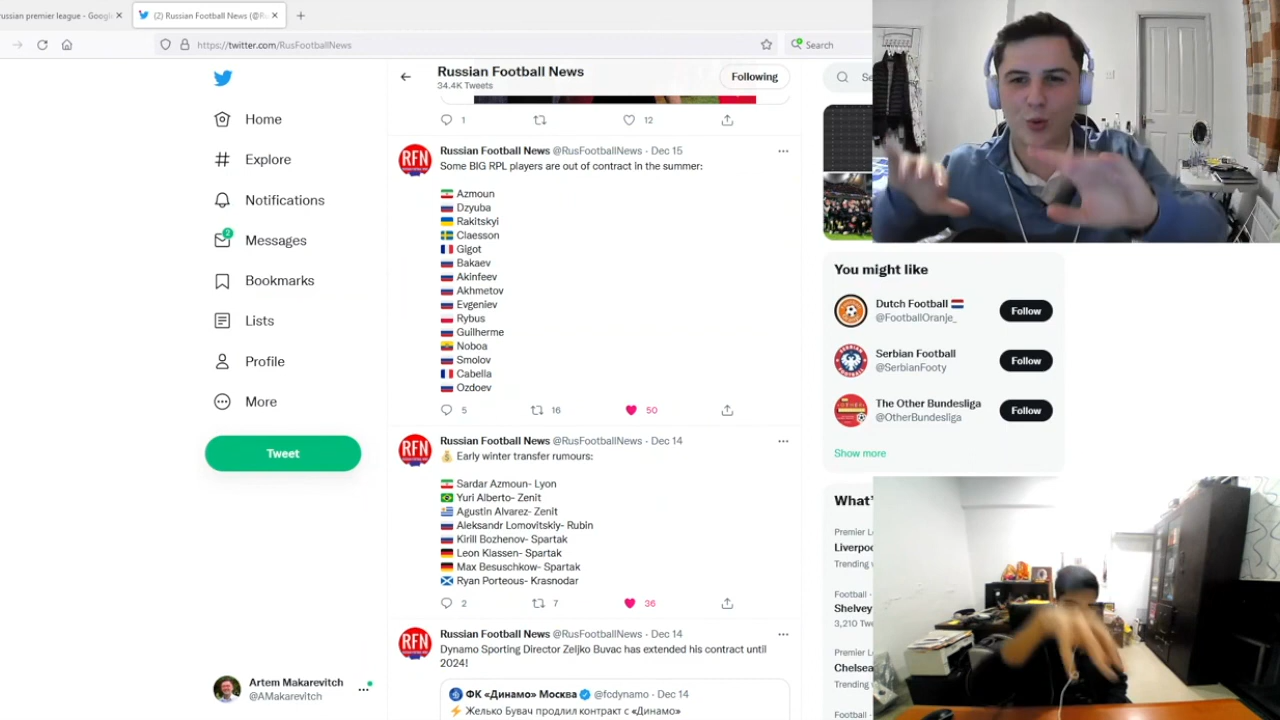 russian premier league - Googl
(2) Russian Football News (@Ru
https://twitter.com/RusFootballNews
Search
Home
Explore
Notifications
2
Messages
Bookmarks
Lists
Profile
More
Tweet
Artem Makarevitch
@AMakarevitch
Russian Football News
34.4K Tweets
Following
1
12
RFN
Russian Football News @RusFootballNews · Dec 15
Some BIG RPL players are out of contract in the summer:
Azmoun
Dzyuba
Rakitskyi
Claesson
Gigot
Bakaev
Akinfeev
Akhmetov
Evgeniev
Rybus
Guilherme
Noboa
Smolov
Cabella
Ozdoev
5 16 50
RFN
Russian Football News @RusFootballNews · Dec 14
Early winter transfer rumours:
Sardar Azmoun- Lyon
Yuri Alberto- Zenit
Agustin Alvarez- Zenit
Aleksandr Lomovitskiy- Rubin
Kirill Bozhenov- Spartak
Leon Klassen- Spartak
Max Besuschkow- Spartak
Ryan Porteous- Krasnodar
2 7 36
RFN
Russian Football News @RusFootballNews · Dec 14
Dynamo Sporting Director Zeljko Buvac has extended his contract until
2024!
ФК «Динамо» Москва @fcdynamo · Dec 14
Желько Бувач продлил контракт с «Динамо»
Se
You might like
Dutch Football
@FootballOranje_
Follow
Serbian Football
@SerbianFooty
Follow
The Other Bundesliga
@OtherBundesliga
Follow
Show more
What'
Premier L
Liverpo
Trending
Football ·
Shelvey
3,210 Tw
Premier L
Chelsea
Trending
Football ·